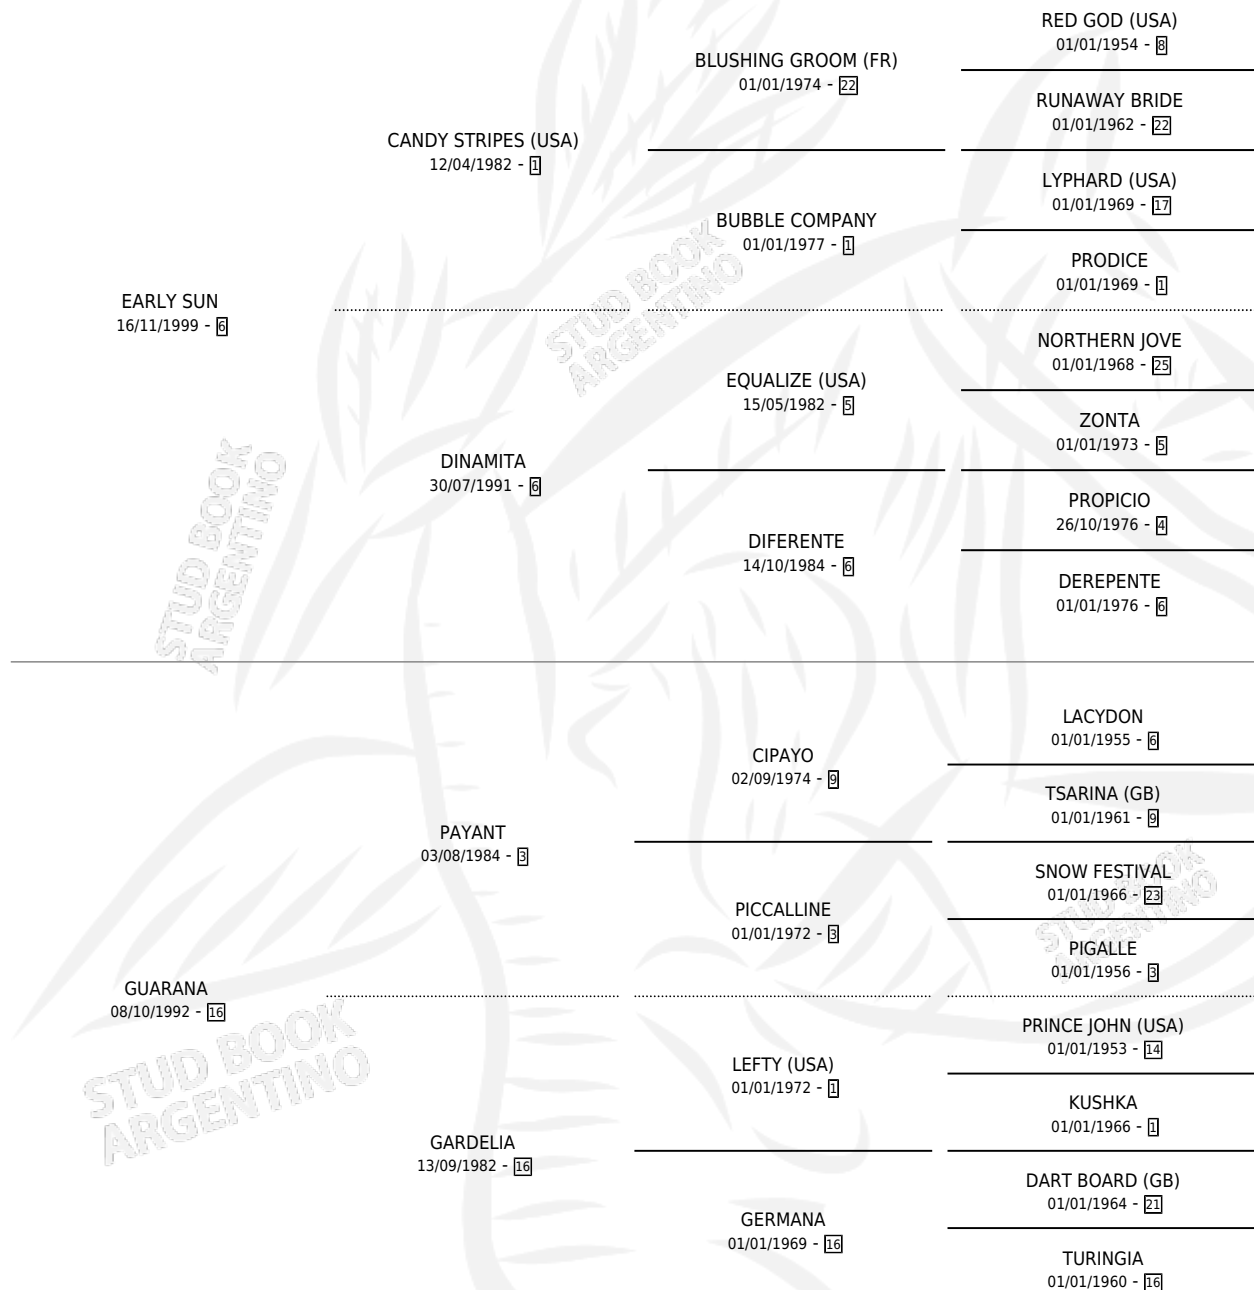 RED GOD (USA)
01/01/1954 - 8
BLUSHING GROOM (FR)
01/01/1974 - 22
RUNAWAY BRIDE
01/01/1962 - 22
CANDY STRIPES (USA)
12/04/1982 - 1
LYPHARD (USA)
01/01/1969 - 17
BUBBLE COMPANY
01/01/1977 - 1
PRODICE
01/01/1969 - 1
EARLY SUN
16/11/1999 - 6
NORTHERN JOVE
01/01/1968 - 25
EQUALIZE (USA)
15/05/1982 - 5
ZONTA
01/01/1973 - 5
DINAMITA
30/07/1991 - 6
PROPICIO
26/10/1976 - 4
DIFERENTE
14/10/1984 - 6
DEREPENTE
01/01/1976 - 6
LACYDON
01/01/1955 - 6
CIPAYO
02/09/1974 - 9
TSARINA (GB)
01/01/1961 - 9
PAYANT
03/08/1984 - 3
SNOW FESTIVAL
01/01/1966 - 23
PICCALLINE
01/01/1972 - 3
PIGALLE
01/01/1956 - 3
GUARANA
08/10/1992 - 16
PRINCE JOHN (USA)
01/01/1953 - 14
LEFTY (USA)
01/01/1972 - 1
KUSHKA
01/01/1966 - 1
GARDELIA
13/09/1982 - 16
DART BOARD (GB)
01/01/1964 - 21
GERMANA
01/01/1969 - 16
TURINGIA
01/01/1960 - 16
STUD BOOK
ARGENTINO
STUD BOOK
ARGENTINO
STUD BOOK
ARGENTINO
STUD BOOK
ARGENTINO